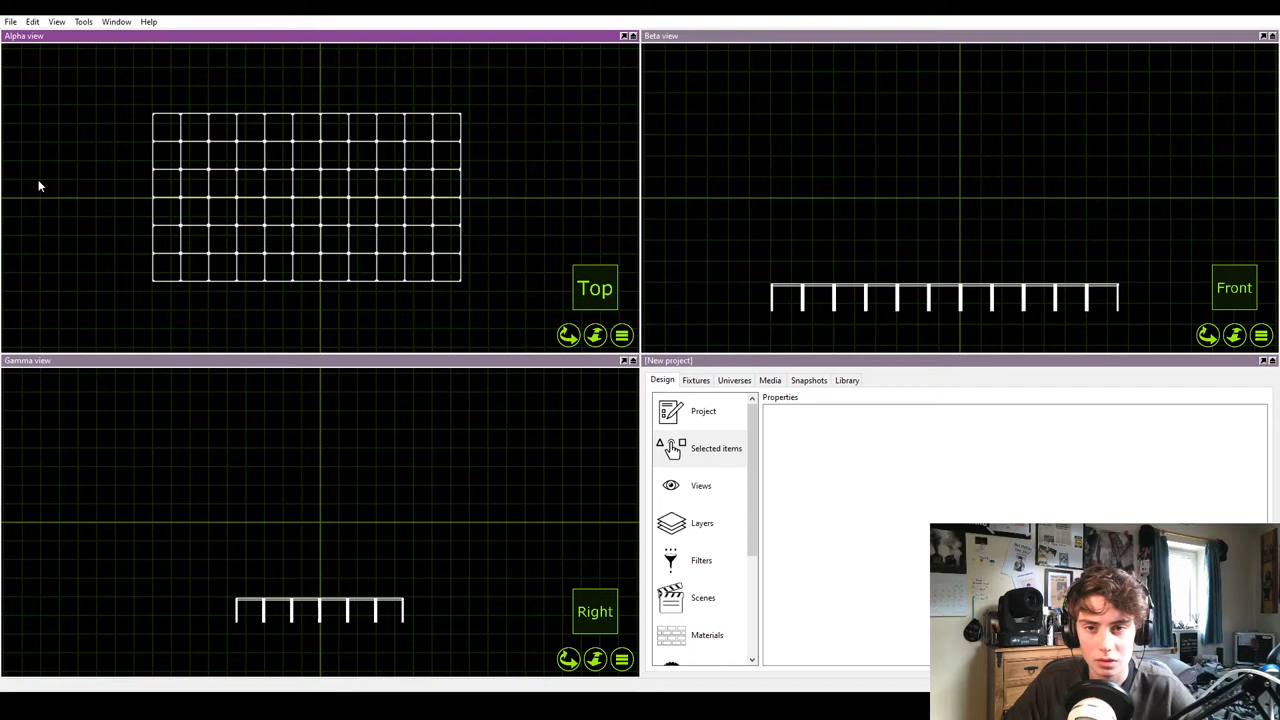 File Edit View Tools Window Help
Alpha view
Beta view
Top
Front
Gamma view
[New project]
Design Fixtures Universes Media Snapshots Library
Properties
Project
Selected items
Views
Layers
Filters
Scenes
Materials
Right